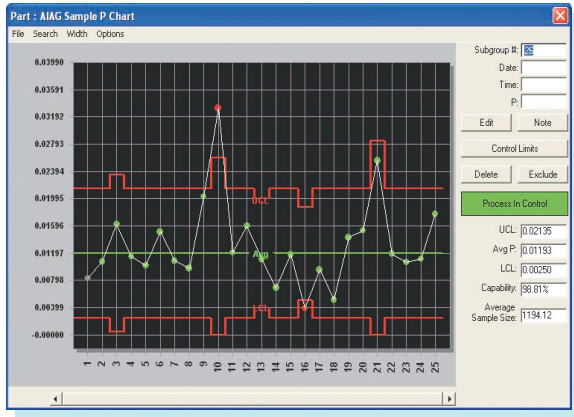 Part : AIAG Sample P Chart
File Search Width Options
0.03990
0.03591
0.03192
0.02793
0.02394
0.01995
0.01596
0.01197
0.00798
0.00399
-0.00000
UCL
Avg
LCL
1 2 3 4 5 6 7 8 9 10 11 12 13 14 15 16 17 18 19 20 21 22 23 24 25
Subgroup #: 26
Date:
Time:
P:
Edit Note
Control Limits
Delete Exclude
Process In Control
UCL: 0.02135
Avg P: 0.01193
LCL: 0.00250
Capability: 98.81%
Average
Sample Size: 1194.12